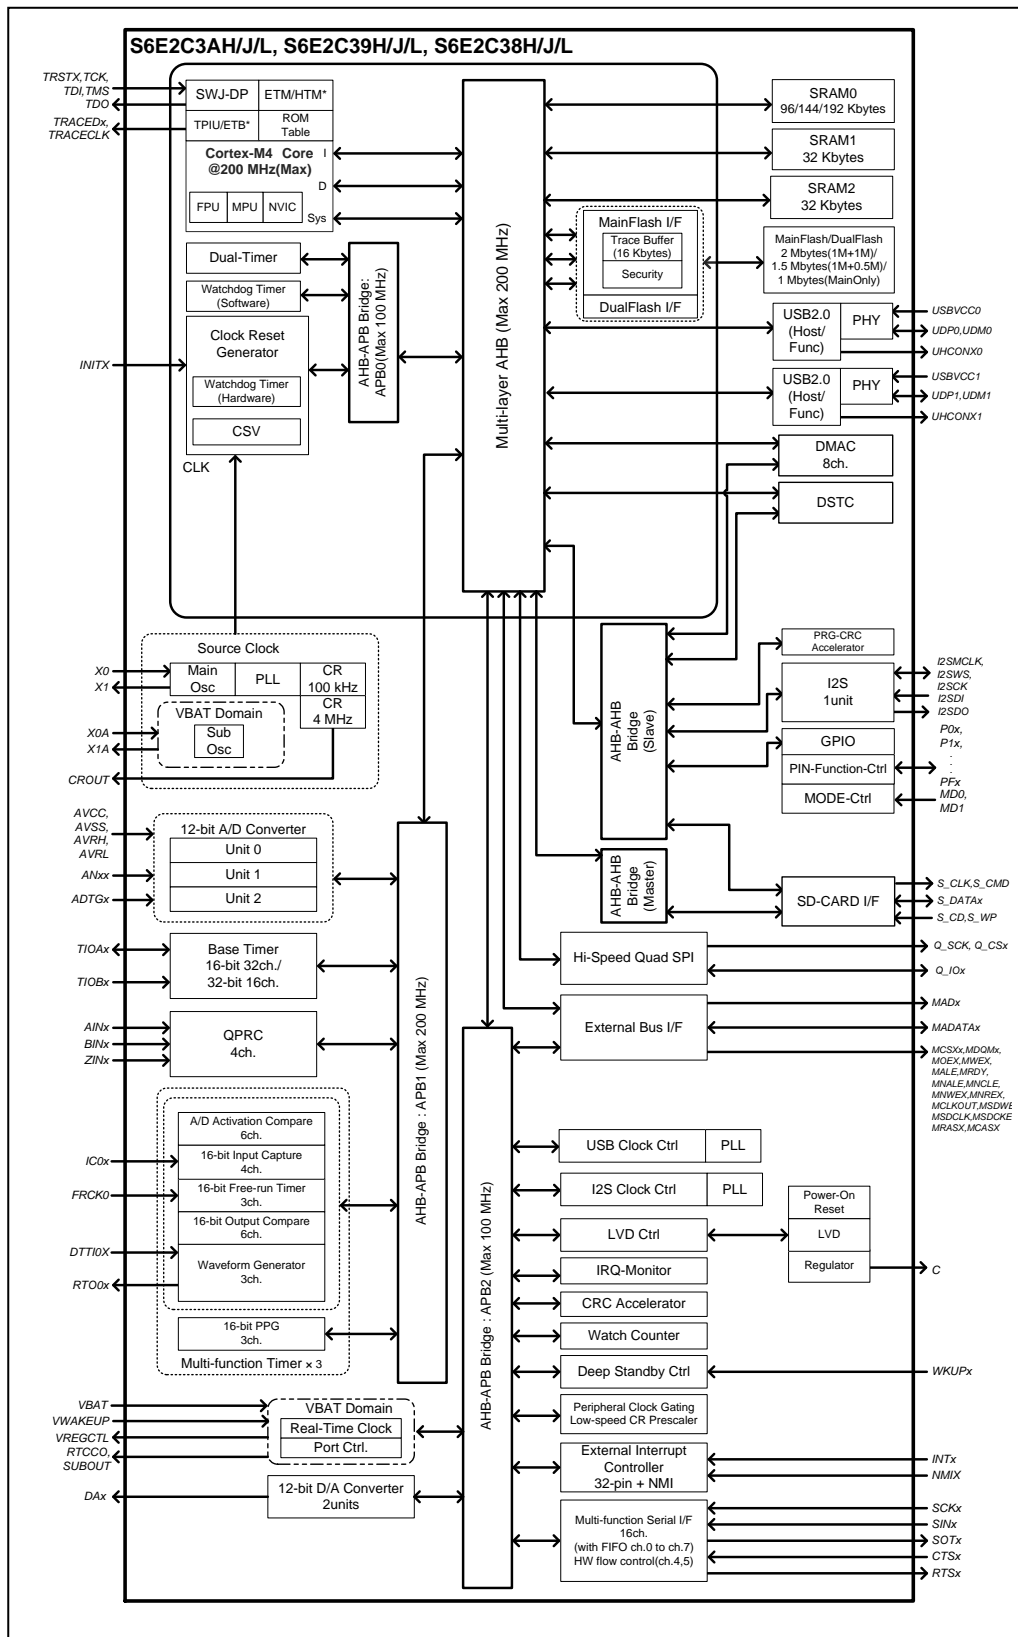 S6E2C3AH/J/L, S6E2C39H/J/L, S6E2C38H/J/L
TRSTX,TCK,
TDI,TMS
TDO
TRACEDx,
TRACECLK
SWJ-DP
ETM/HTM*
TPIU/ETB*
ROM
Table
Cortex-M4 Core
@200 MHz(Max)
I
D
Sys
FPU
MPU
NVIC
Dual-Timer
Watchdog Timer
(Software)
Clock Reset
Generator
Watchdog Timer
(Hardware)
CSV
CLK
INITX
AHB-APB Bridge:
APB0(Max 100 MHz)
Multi-layer AHB (Max 200 MHz)
SRAM0
96/144/192 Kbytes
SRAM1
32 Kbytes
SRAM2
32 Kbytes
MainFlash I/F
Trace Buffer
(16 Kbytes)
Security
DualFlash I/F
MainFlash/DualFlash
2 Mbytes(1M+1M)/
1.5 Mbytes(1M+0.5M)/
1 Mbytes(MainOnly)
USB2.0
(Host/
Func)
PHY
USBVCC0
UDP0,UDM0
UHCONX0
USB2.0
(Host/
Func)
PHY
USBVCC1
UDP1,UDM1
UHCONX1
DMAC
8ch.
DSTC
Source Clock
X0
X1
Main
Osc
PLL
CR
100 kHz
CR
4 MHz
VBAT Domain
Sub
Osc
X0A
X1A
CROUT
AHB-AHB
Bridge
(Slave)
PRG-CRC
Accelerator
I2S
1unit
I2SMCLK,
I2SWS,
I2SCK
I2SDI
I2SDO
GPIO
PIN-Function-Ctrl
MODE-Ctrl
P0x,
P1x,
.
.
PFx
MD0,
MD1
AHB-AHB
Bridge
(Master)
SD-CARD I/F
S_CLK,S_CMD
S_DATAx
S_CD,S_WP
AVCC,
AVSS,
AVRH,
AVRL
ANxx
ADTGx
12-bit A/D Converter
Unit 0
Unit 1
Unit 2
TIOAx
TIOBx
Base Timer
16-bit 32ch./
32-bit 16ch.
AINx
BINx
ZINx
QPRC
4ch.
AHB-APB Bridge : APB1 (Max 200 MHz)
Hi-Speed Quad SPI
Q_SCK, Q_CSx
Q_IOx
External Bus I/F
MADx
MADATAx
MCSXx,MDQMx,
MOEX,MWEX,
MALE,MRDY,
MNALE,MNCLE,
MNWEX,MNREX,
MCLKOUT,MSDWE
MSDCLK,MSDCKE
MRASX,MCASX
A/D Activation Compare
6ch.
16-bit Input Capture
4ch.
16-bit Free-run Timer
3ch.
16-bit Output Compare
6ch.
Waveform Generator
3ch.
16-bit PPG
3ch.
Multi-function Timer x 3
IC0x
FRCK0
DTTI0X
RTO0x
AHB-APB Bridge : APB2 (Max 100 MHz)
USB Clock Ctrl
PLL
I2S Clock Ctrl
PLL
LVD Ctrl
IRQ-Monitor
CRC Accelerator
Watch Counter
Deep Standby Ctrl
Peripheral Clock Gating
Low-speed CR Prescaler
External Interrupt
Controller
32-pin + NMI
Multi-function Serial I/F
16ch.
(with FIFO ch.0 to ch.7)
HW flow control(ch.4,5)
Power-On
Reset
LVD
Regulator
C
WKUPx
INTx
NMIX
SCKx
SINx
SOTx
CTSx
RTSx
VBAT
VWAKEUP
VREGCTL
RTCCO,
SUBOUT
VBAT Domain
Real-Time Clock
Port Ctrl.
DAx
12-bit D/A Converter
2units